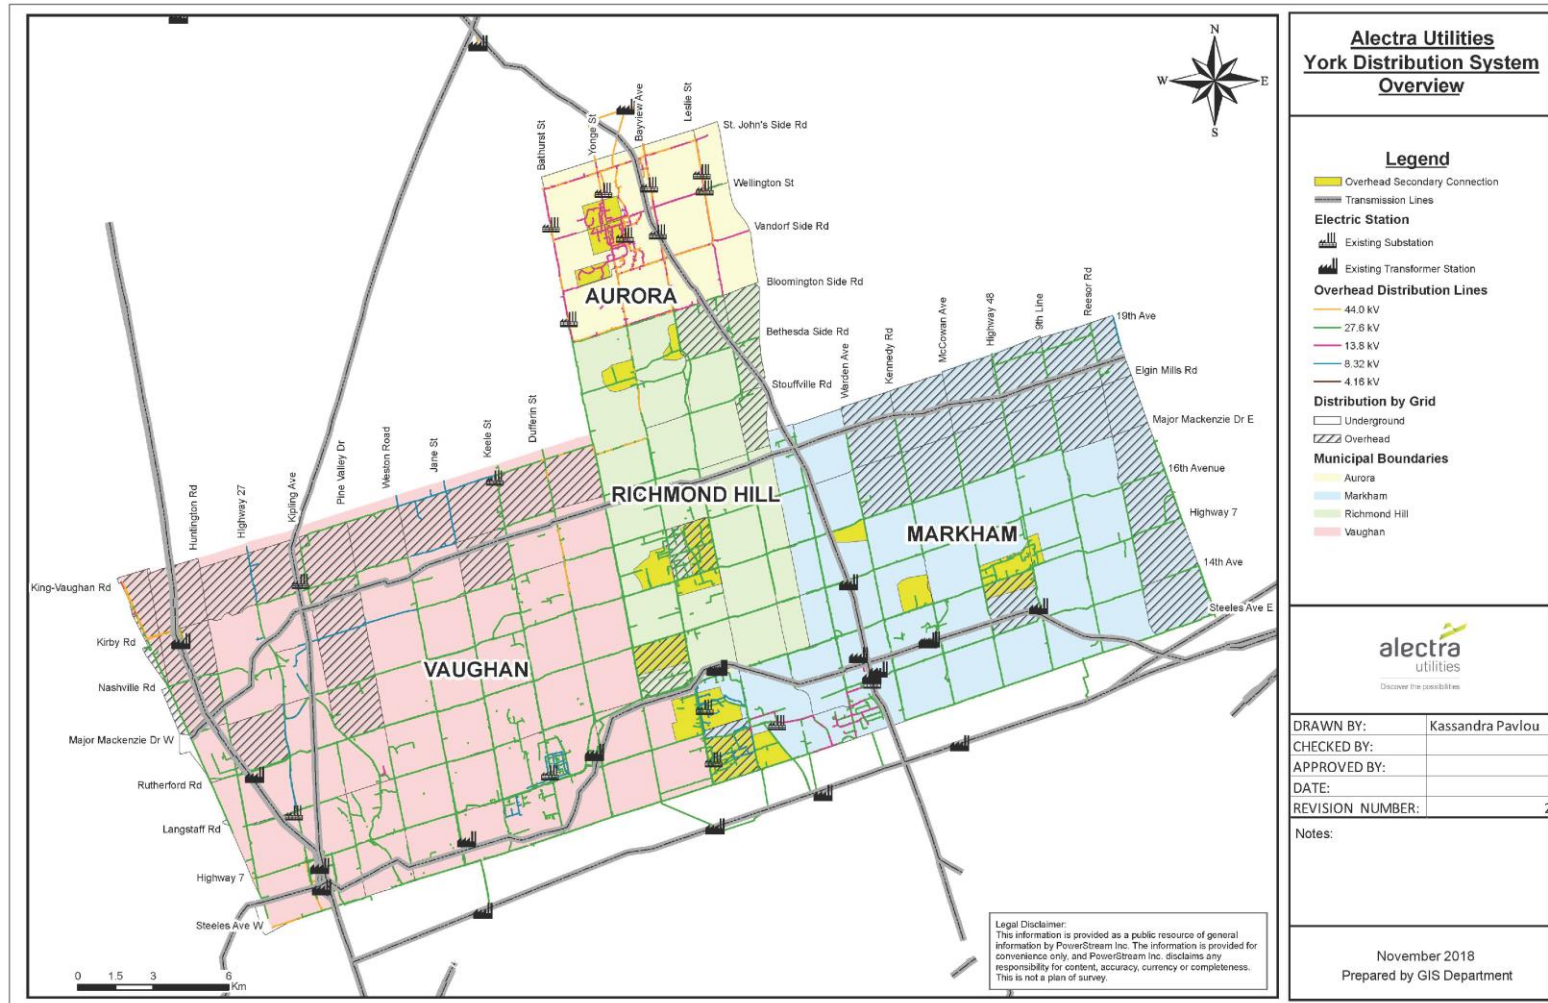 Alectra Utilities
York Distribution System
Overview
N
W
E
S
Legend
Overhead Secondary Connection
Transmission Lines
Electric Station
Existing Substation
Existing Transformer Station
Overhead Distribution Lines
44.0 kV
27.6 kV
13.8 kV
8.32 kV
4.16 kV
Distribution by Grid
Underground
Overhead
Municipal Boundaries
Aurora
Markham
Richmond Hill
Vaughan
alectra
utilities
Discover the possibilities
DRAWN BY: Kassandra Pavlou
CHECKED BY:
APPROVED BY:
DATE:
REVISION NUMBER: 2
Notes:
November 2018
Prepared by GIS Department
Bathurst St
Yonge St
Bayview Ave
Leslie St
St. John's Side Rd
Wellington St
Vandorf Side Rd
Bloomington Side Rd
Bethesda Side Rd
Stouffville Rd
AURORA
Warden Ave
Kennedy Rd
McCowan Ave
Highway 48
9th Line
Reesor Rd
19th Ave
Elgin Mills Rd
Major Mackenzie Dr E
16th Avenue
Highway 7
14th Ave
Steeles Ave E
RICHMOND HILL
MARKHAM
VAUGHAN
Huntington Rd
Highway 27
Kipling Ave
Pine Valley Dr
Weston Road
Jane St
Keele St
Dufferin St
King-Vaughan Rd
Kirby Rd
Nashville Rd
Major Mackenzie Dr W
Rutherford Rd
Langstaff Rd
Highway 7
Steeles Ave W
0 1.5 3 6
Km
Legal Disclaimer:
This information is provided as a public resource of general
information by PowerStream Inc. The information is provided for
convenience only, and PowerStream Inc. disclaims any
responsibility for content, accuracy, currency or completeness.
This is not a plan of survey.